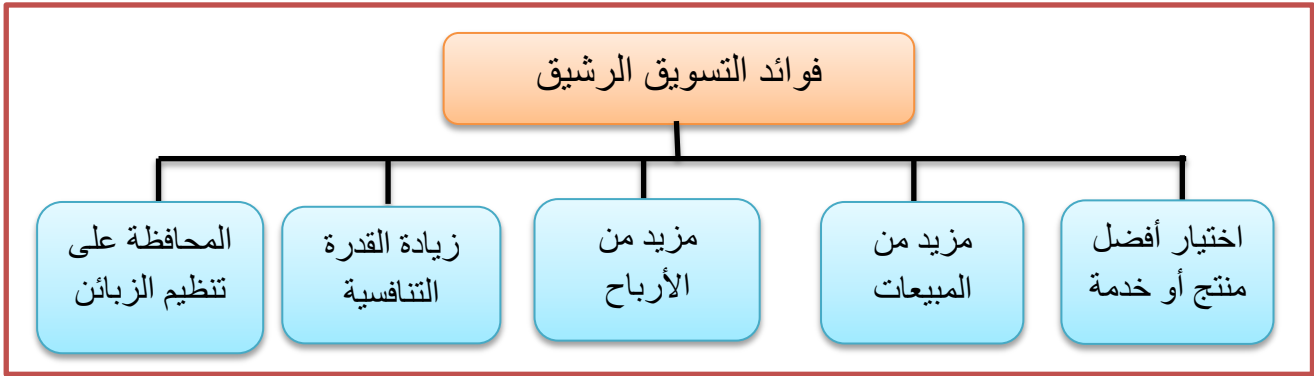 فوائد التسويق الرشيق
اختيار أفضل
منتج أو خدمة
مزيد من
المبيعات
مزيد من
الأرباح
زيادة القدرة
التنافسية
المحافظة على
تنظيم الزبائن